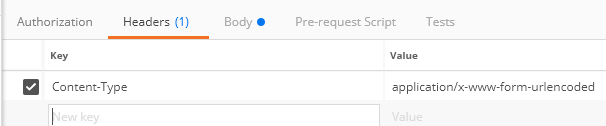 Authorization Headers (1) Body Pre-request Script Tests
Key Value
Content-Type application/x-www-form-urlencoded
New key Value